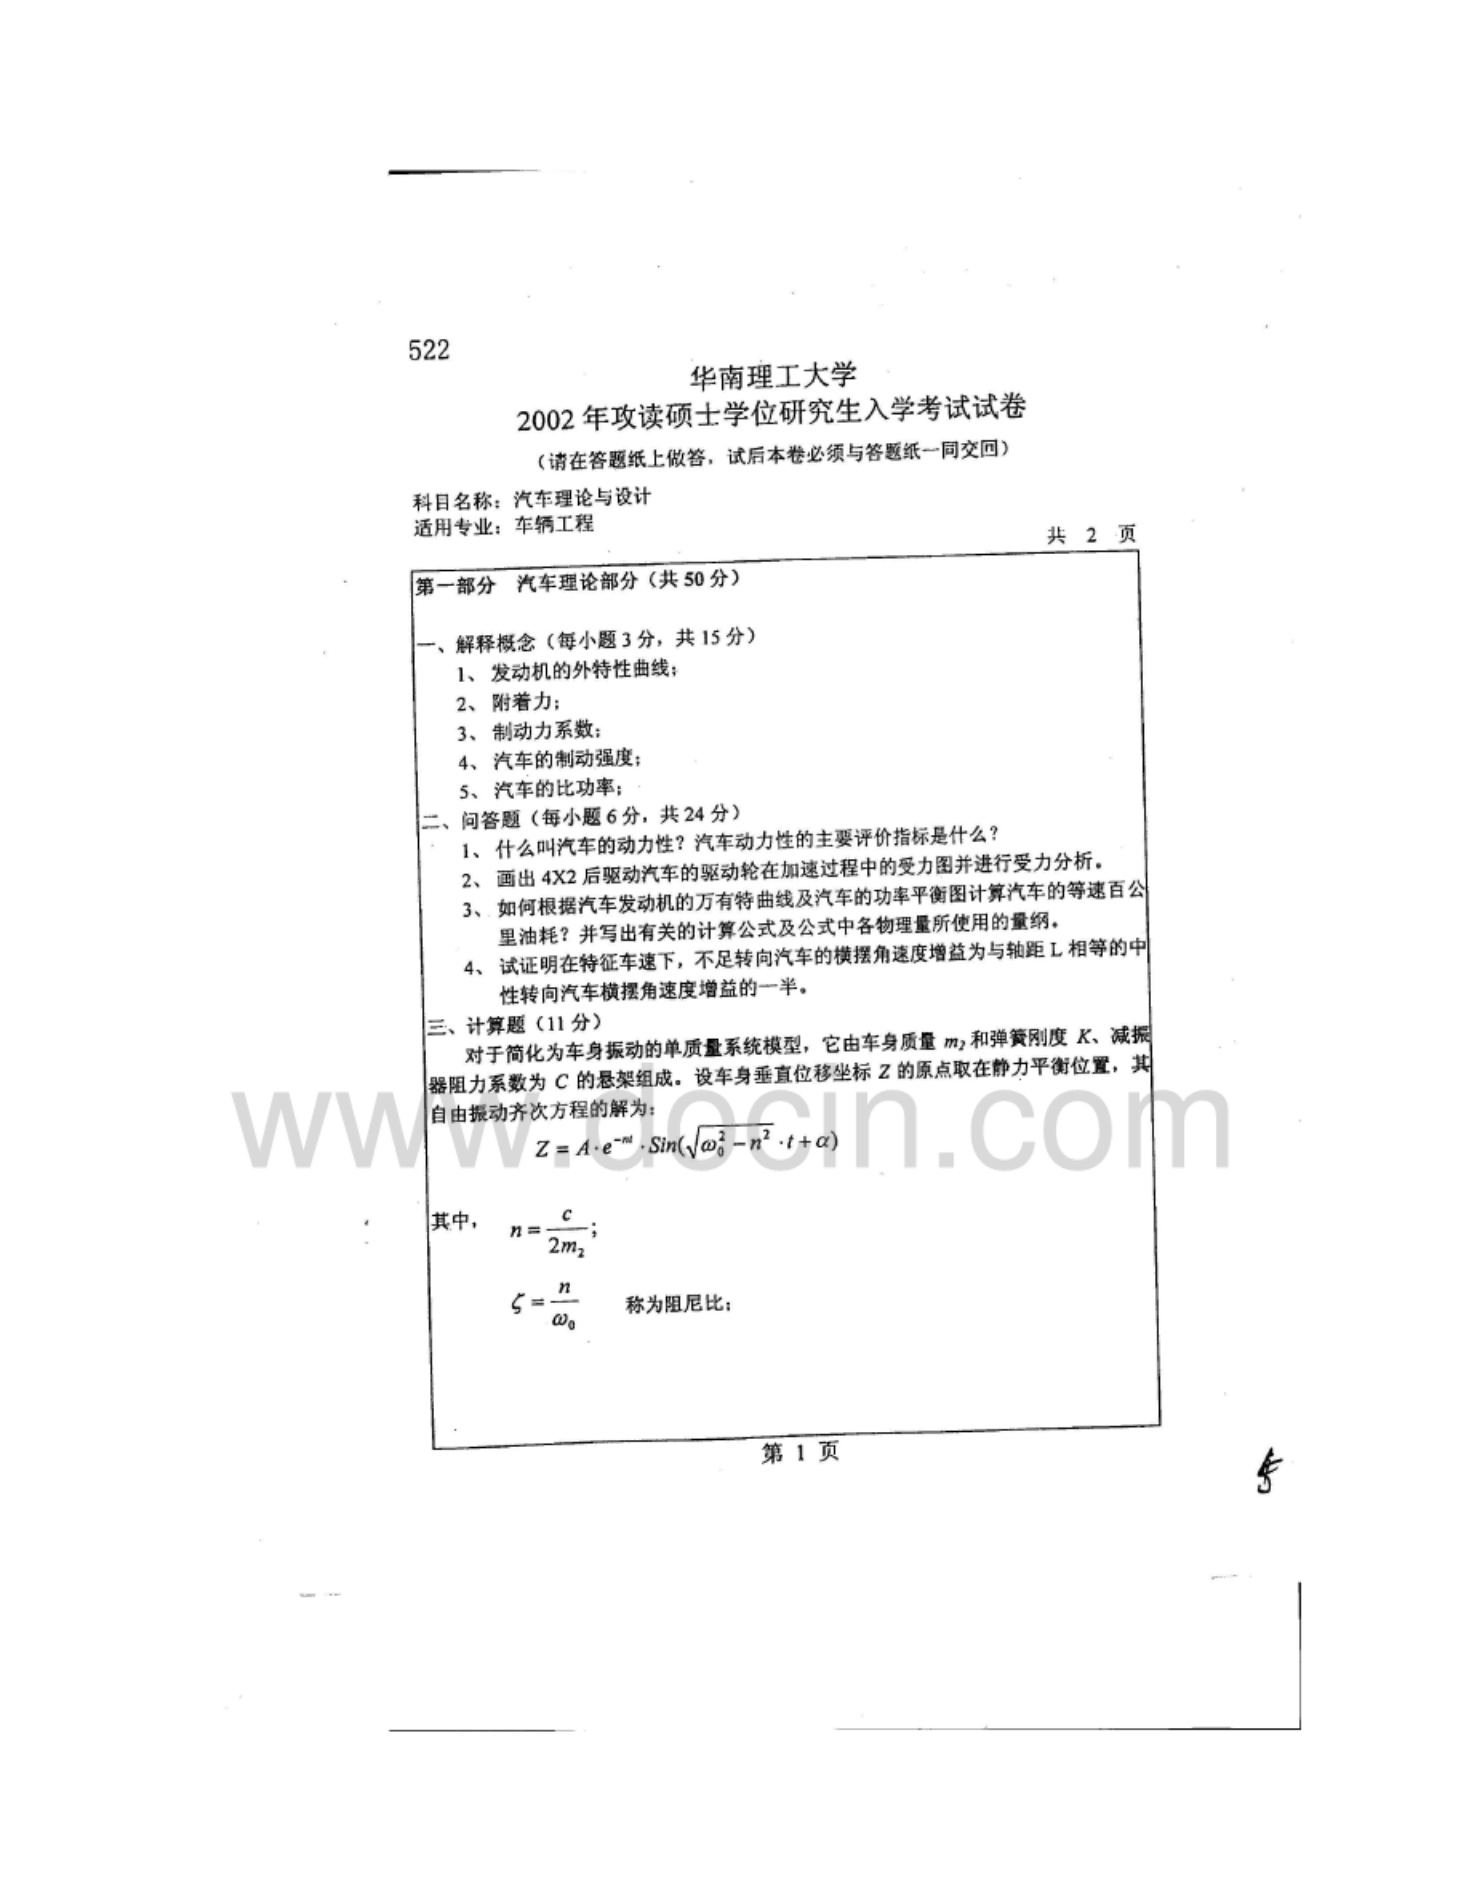 522
华南理工大学
2002 年攻读硕士学位研究生入学考试试卷
（请在答题纸上做答，试后本卷必须与答题纸一同交回）
科目名称：汽车理论与设计
适用专业：车辆工程
共 2 页
第一部分 汽车理论部分（共 50 分）
一、解释概念（每小题 3 分，共 15 分）
1、 发动机的外特性曲线；
2、 附着力；
3、 制动力系数；
4、 汽车的制动强度；
5、 汽车的比功率；
二、问答题（每小题 6 分，共 24 分）
1、 什么叫汽车的动力性？汽车动力性的主要评价指标是什么？
2、 画出 4X2 后驱动汽车的驱动轮在加速过程中的受力图并进行受力分析。
3、 如何根据汽车发动机的万有特曲线及汽车的功率平衡图计算汽车的等速百公
里油耗？并写出有关的计算公式及公式中各物理量所使用的量纲。
4、 试证明在特征车速下，不足转向汽车的横摆角速度增益为与轴距 L 相等的中
性转向汽车横摆角速度增益的一半。
三、计算题（11 分）
对于简化为车身振动的单质量系统模型，它由车身质量 m₂ 和弹簧刚度 K、减振
器阻力系数为 C 的悬架组成。设车身垂直位移坐标 Z 的原点取在静力平衡位置，其
自由振动齐次方程的解为：
Z = A·e^{-nt}·Sin(√(ω₀² − n²)·t + α)
其中， n = c/2m₂；
ζ = n/ω₀ 称为阻尼比；
第 1 页
www.docin.com